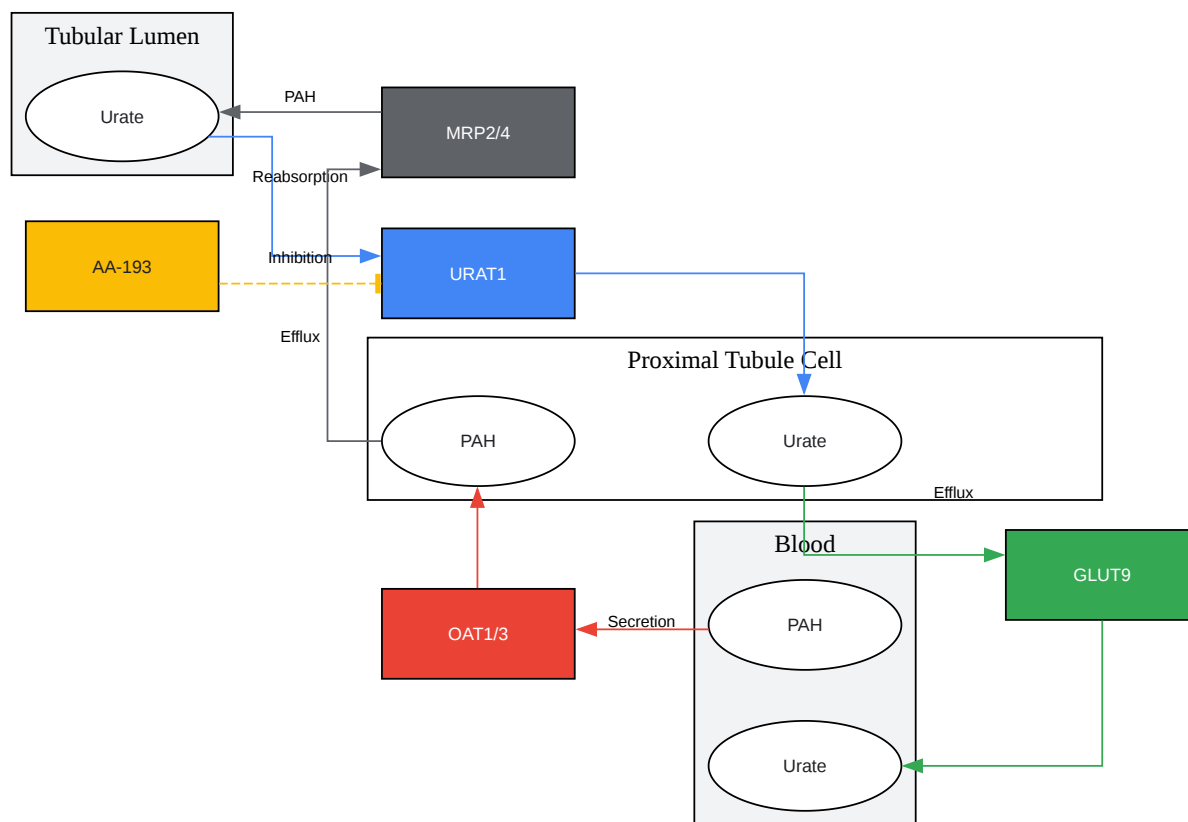 Tubular Lumen
Urate
PAH
MRP2/4
Reabsorption
AA-193
Inhibition
URAT1
Efflux
Proximal Tubule Cell
PAH
Urate
Efflux
Blood
GLUT9
OAT1/3
Secretion
PAH
Urate